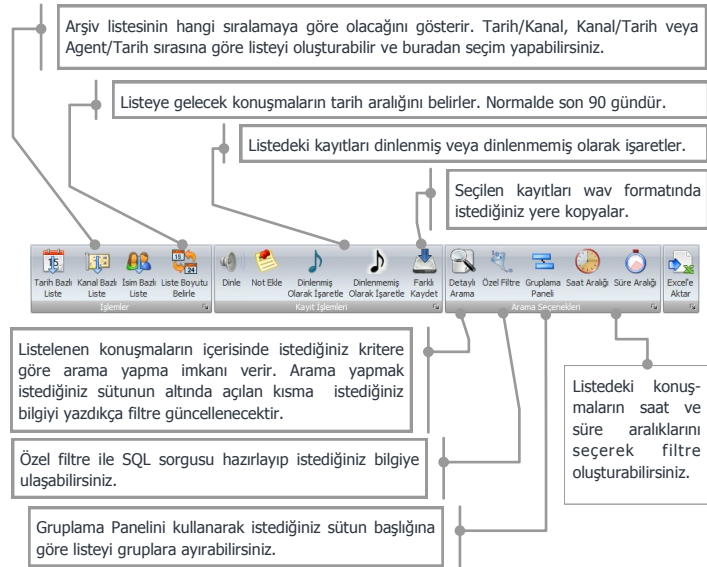 Arşiv listesinin hangi sıralamaya göre olacağını gösterir. Tarih/Kanal, Kanal/Tarih veya
Agent/Tarih sırasına göre listeyi oluşturabilir ve buradan seçim yapabilirsiniz.
Listeye gelecek konuşmaların tarih aralığını belirler. Normalde son 90 gündür.
Listedeki kayıtları dinlenmiş veya dinlenmemiş olarak işaretler.
Seçilen kayıtları wav formatında
istediğiniz yere kopyalar.
Tarih Bazlı Liste
Kanal Bazlı Liste
İsim Bazlı Liste
Liste Boyutu Belirle
Dinle
Not Ekle
Dinlenmiş Olarak İşaretle
Dinlenmemiş Olarak İşaretle
Farklı Kaydet
Detaylı Arama
Özel Filtre
Gruplama Paneli
Saat Aralığı
Süre Aralığı
Excel'e Aktar
İşlemler
Kayıt İşlemleri
Arama Seçenekleri
Listelenen konuşmaların içerisinde istediğiniz kritere
göre arama yapma imkanı verir. Arama yapmak
istediğiniz sütunun altında açılan kısma istediğiniz
bilgiyi yazdıkça filtre güncellenecektir.
Listedeki konuş-
maların saat ve
süre aralıklarını
seçerek filtre
oluşturabilirsiniz.
Özel filtre ile SQL sorgusu hazırlayıp istediğiniz bilgiye
ulaşabilirsiniz.
Gruplama Panelini kullanarak istediğiniz sütun başlığına
göre listeyi gruplara ayırabilirsiniz.